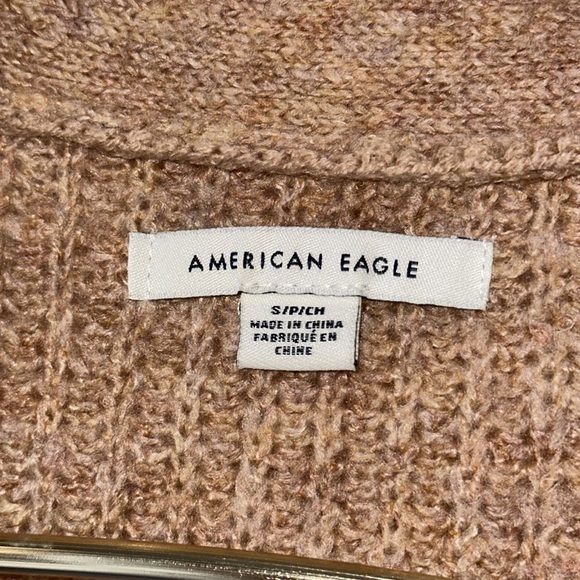 AMERICAN EAGLE
S/P/CH
MADE IN CHINA
FABRIQUÉ EN
CHINE